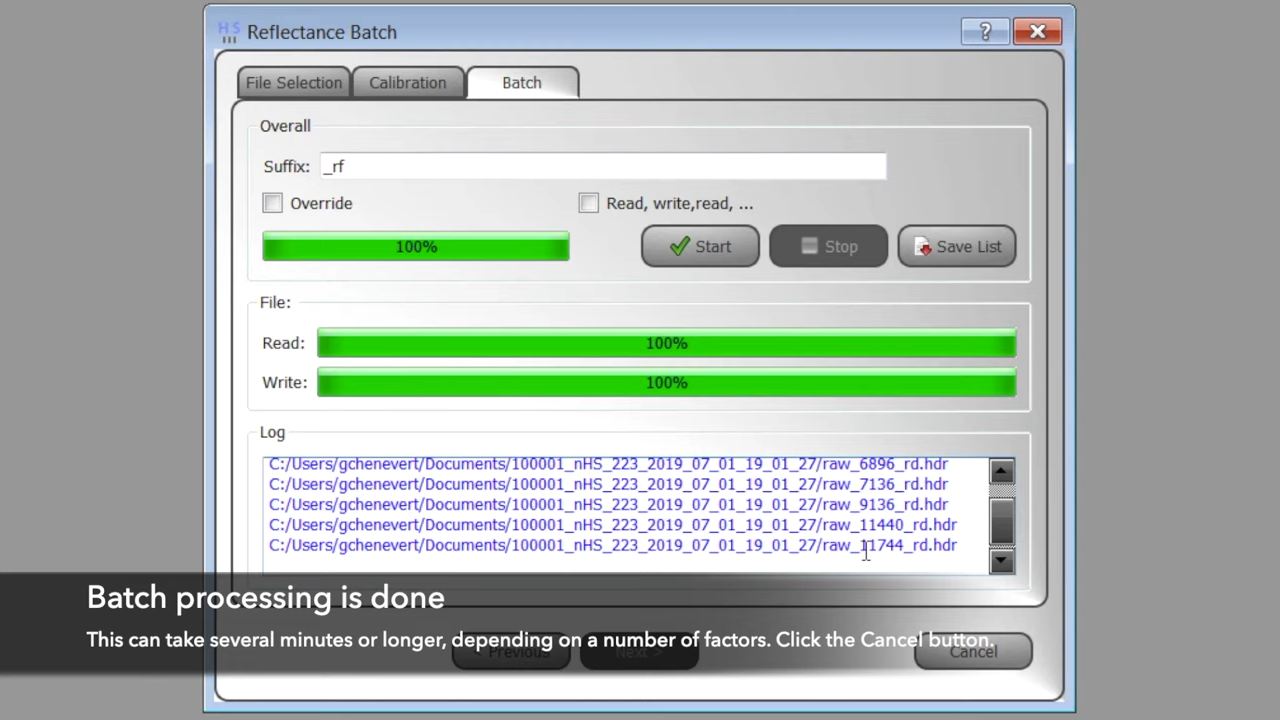 HS
Reflectance Batch
?
File Selection
Calibration
Batch
Overall
Suffix: _rf
Override
Read, write,read, ...
100%
Start
Stop
Save List
File:
Read: 100%
Write: 100%
Log
C:/Users/gchenevert/Documents/100001_nHS_223_2019_07_01_19_01_27/raw_6896_rd.hdr
C:/Users/gchenevert/Documents/100001_nHS_223_2019_07_01_19_01_27/raw_7136_rd.hdr
C:/Users/gchenevert/Documents/100001_nHS_223_2019_07_01_19_01_27/raw_9136_rd.hdr
C:/Users/gchenevert/Documents/100001_nHS_223_2019_07_01_19_01_27/raw_11440_rd.hdr
C:/Users/gchenevert/Documents/100001_nHS_223_2019_07_01_19_01_27/raw_11744_rd.hdr
Batch processing is done
This can take several minutes or longer, depending on a number of factors. Click the Cancel button.
< Previous
Next >
Cancel